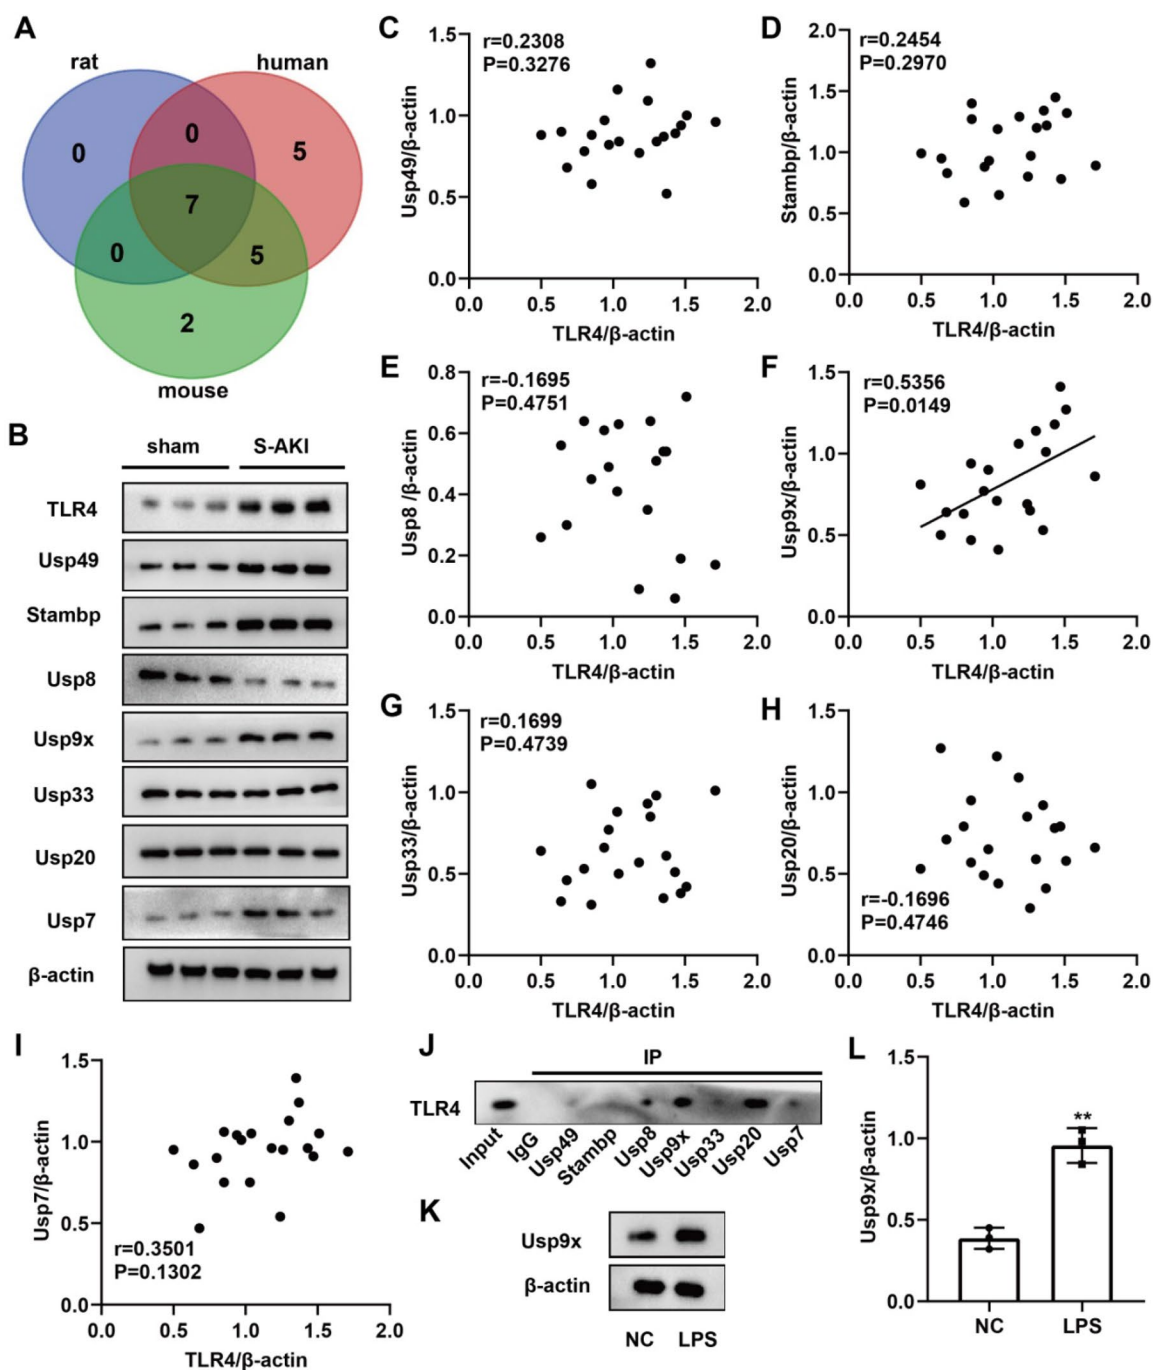 A
rat
human
0
0
5
7
0
5
2
mouse
B
sham
S-AKI
TLR4
Usp49
Stambp
Usp8
Usp9x
Usp33
Usp20
Usp7
β-actin
C
r=0.2308
P=0.3276
Usp49/β-actin
1.5
1.0
0.5
0.0
0.0 0.5 1.0 1.5 2.0
TLR4/β-actin
D
r=0.2454
P=0.2970
Stambp/β-actin
2.0
1.5
1.0
0.5
0.0
0.0 0.5 1.0 1.5 2.0
TLR4/β-actin
E
r=-0.1695
P=0.4751
Usp8 /β-actin
0.8
0.6
0.4
0.2
0.0
0.0 0.5 1.0 1.5 2.0
TLR4/β-actin
F
r=0.5356
P=0.0149
Usp9x/β-actin
1.5
1.0
0.5
0.0
0.0 0.5 1.0 1.5 2.0
TLR4/β-actin
G
r=0.1699
P=0.4739
Usp33/β-actin
1.5
1.0
0.5
0.0
0.0 0.5 1.0 1.5 2.0
TLR4/β-actin
H
Usp20/β-actin
1.5
1.0
0.5
0.0
r=-0.1696
P=0.4746
0.0 0.5 1.0 1.5 2.0
TLR4/β-actin
I
Usp7/β-actin
1.5
1.0
0.5
0.0
r=0.3501
P=0.1302
0.0 0.5 1.0 1.5 2.0
TLR4/β-actin
J
IP
TLR4
Input IgG Usp49 Stambp Usp8 Usp9x Usp33 Usp20 Usp7
K
Usp9x
β-actin
NC LPS
L
Usp9x/β-actin
1.5
1.0
0.5
0.0
**
NC LPS